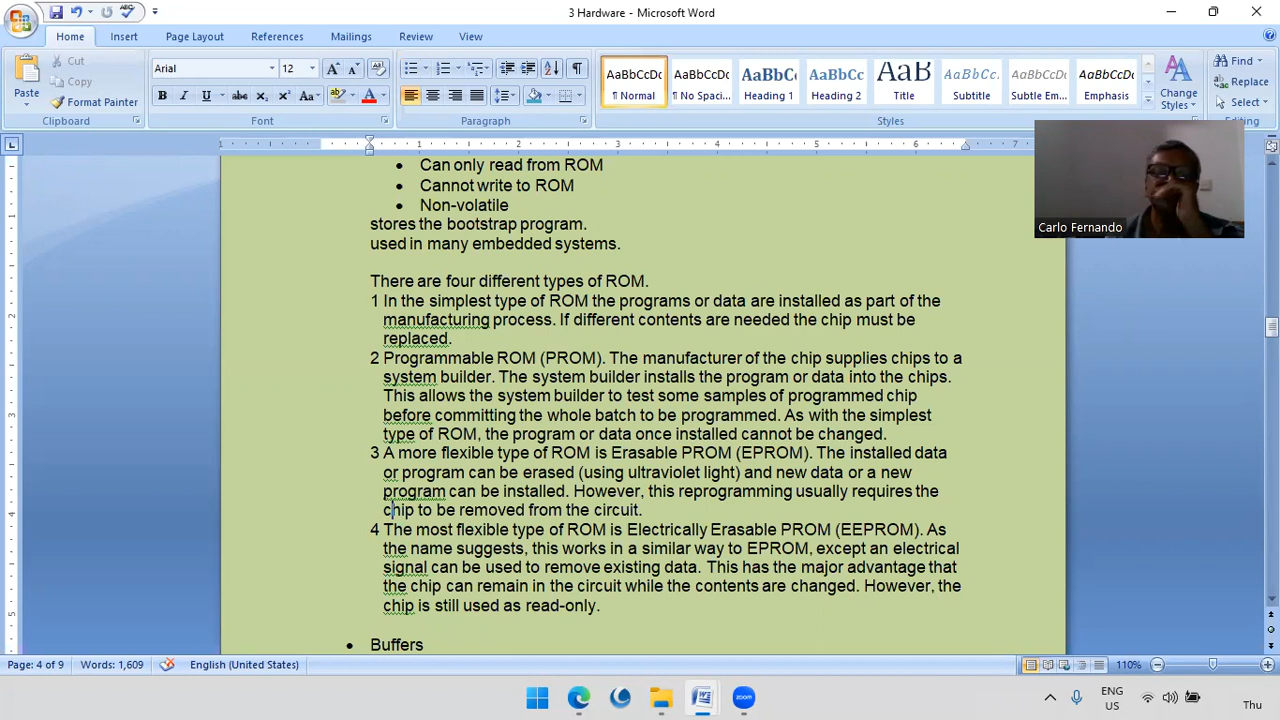 3 Hardware - Microsoft Word
Home Insert Page Layout References Mailings Review View
Paste Cut Copy Format Painter Clipboard
Arial 12 Font
Paragraph
AaBbCcDc AaBbCcDc AaBbCc AaBbCc AaB AaBbCc. AaBbCcDc AaBbCcDc
¶ Normal ¶ No Spaci... Heading 1 Heading 2 Title Subtitle Subtle Em... Emphasis
Styles
Change Styles
Find Replace Select Editing
Carlo Fernando
• Can only read from ROM
• Cannot write to ROM
• Non-volatile
stores the bootstrap program.
used in many embedded systems.
There are four different types of ROM.
1 In the simplest type of ROM the programs or data are installed as part of the
manufacturing process. If different contents are needed the chip must be
replaced.
2 Programmable ROM (PROM). The manufacturer of the chip supplies chips to a
system builder. The system builder installs the program or data into the chips.
This allows the system builder to test some samples of programmed chip
before committing the whole batch to be programmed. As with the simplest
type of ROM, the program or data once installed cannot be changed.
3 A more flexible type of ROM is Erasable PROM (EPROM). The installed data
or program can be erased (using ultraviolet light) and new data or a new
program can be installed. However, this reprogramming usually requires the
chip to be removed from the circuit.
4 The most flexible type of ROM is Electrically Erasable PROM (EEPROM). As
the name suggests, this works in a similar way to EPROM, except an electrical
signal can be used to remove existing data. This has the major advantage that
the chip can remain in the circuit while the contents are changed. However, the
chip is still used as read-only.
• Buffers
Page: 4 of 9 Words: 1,609 English (United States) 110%
zoom
ENG
US
Thu